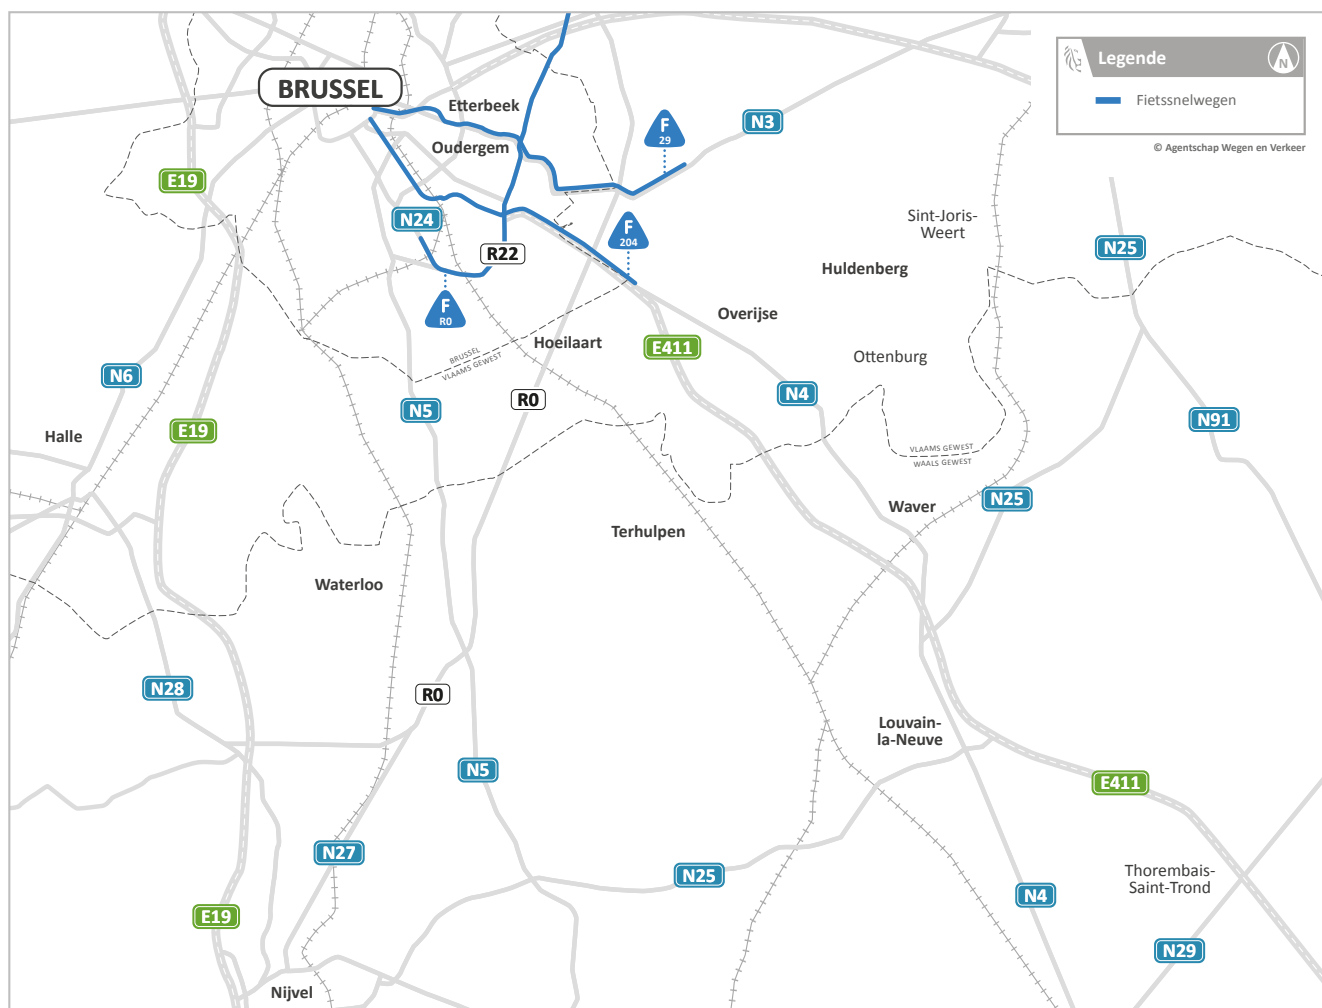 Legende
N
Fietssnelwegen
© Agentschap Wegen en Verkeer
BRUSSEL
Etterbeek
Oudergem
F
29
N3
E19
N24
F
204
R22
Sint-Joris-
Weert
N25
Huldenberg
F
R0
Overijse
Hoeilaart
E411
BRUSSEL
VLAAMS GEWEST
Ottenburg
N6
N4
R0
N5
N91
E19
Halle
VLAAMS GEWEST
WAALS GEWEST
N25
Waver
Terhulpen
Waterloo
N28
R0
Louvain-
la-Neuve
N5
E411
N27
N25
Thorembais-
Saint-Trond
N4
E19
N29
Nijvel